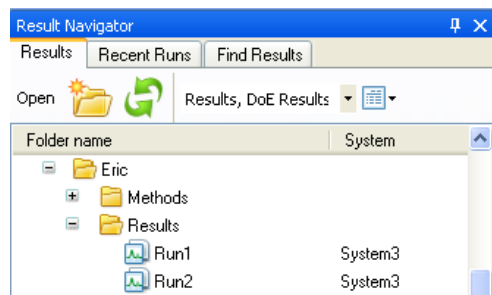 Result Navigator
Results Recent Runs Find Results
Open Results, DoE Results
Folder name System
Eric
Methods
Results
Run1 System3
Run2 System3